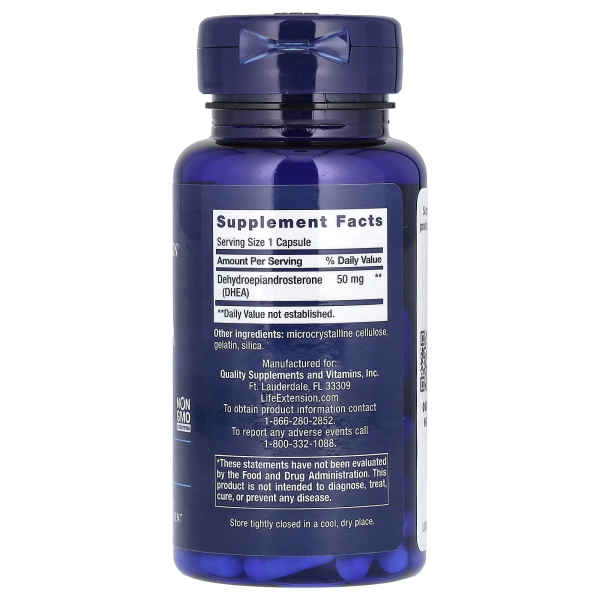 Supplement Facts
Serving Size 1 Capsule
Amount Per Serving % Daily Value
Dehydroepiandrosterone 50 mg **
(DHEA)
**Daily Value not established.
Other ingredients: microcrystalline cellulose,
gelatin, silica.
Manufactured for:
Quality Supplements and Vitamins, Inc.
Ft. Lauderdale, FL 33309
LifeExtension.com
To obtain product information contact
1-866-280-2852.
To report any adverse events call
1-800-332-1088.
*These statements have not been evaluated
by the Food and Drug Administration. This
product is not intended to diagnose, treat,
cure, or prevent any disease.
Store tightly closed in a cool, dry place.
NON
GMO